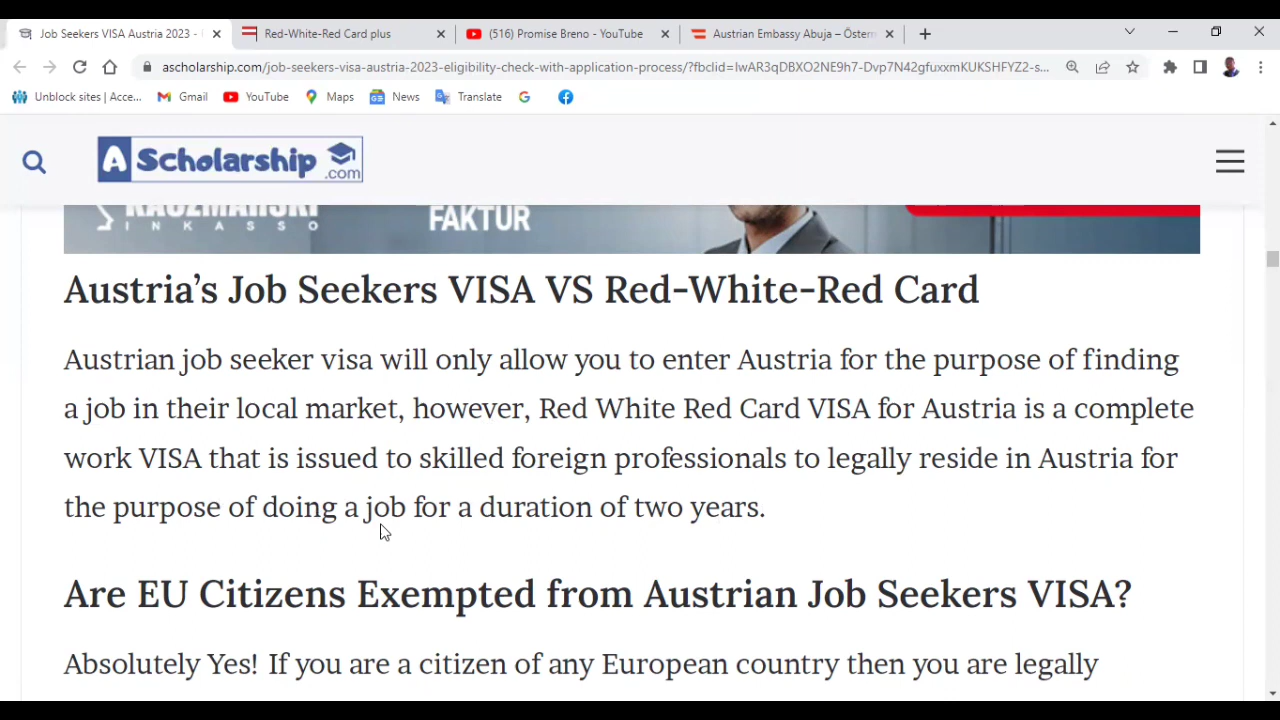 Job Seekers VISA Austria 2023 -
Red-White-Red Card plus
(516) Promise Breno - YouTube
Austrian Embassy Abuja – Österr
ascholarship.com/job-seekers-visa-austria-2023-eligibility-check-with-application-process/?fbclid=IwAR3qDBXO2NE9h7-Dvp7N42gfuxxmKUKSHFYZ2-s...
Unblock sites | Acce...
Gmail
YouTube
Maps
News
Translate
A Scholarship .com
INKASSO
FAKTUR
Austria’s Job Seekers VISA VS Red-White-Red Card
Austrian job seeker visa will only allow you to enter Austria for the purpose of finding
a job in their local market, however, Red White Red Card VISA for Austria is a complete
work VISA that is issued to skilled foreign professionals to legally reside in Austria for
the purpose of doing a job for a duration of two years.
Are EU Citizens Exempted from Austrian Job Seekers VISA?
Absolutely Yes! If you are a citizen of any European country then you are legally